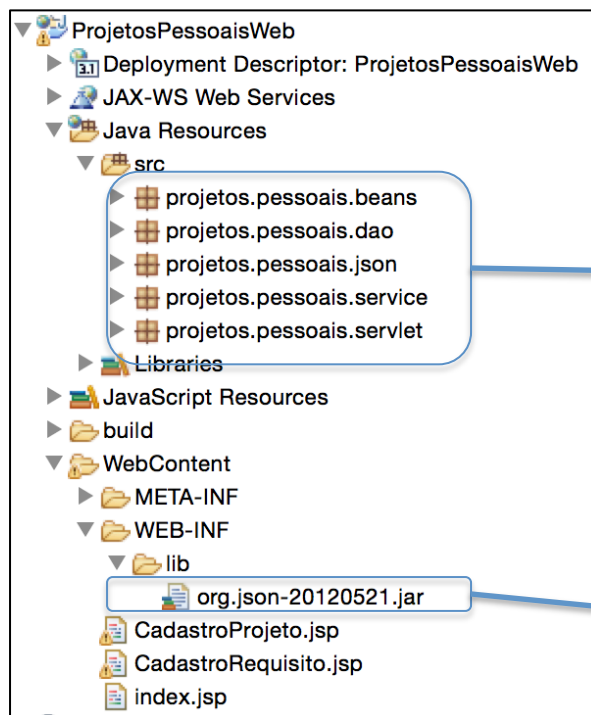 ProjetosPessoaisWeb
3.1 Deployment Descriptor: ProjetosPessoaisWeb
JAX-WS Web Services
Java Resources
src
projetos.pessoais.beans
projetos.pessoais.dao
projetos.pessoais.json
projetos.pessoais.service
projetos.pessoais.servlet
Libraries
JavaScript Resources
build
WebContent
META-INF
WEB-INF
lib
org.json-20120521.jar
CadastroProjeto.jsp
CadastroRequisito.jsp
index.jsp